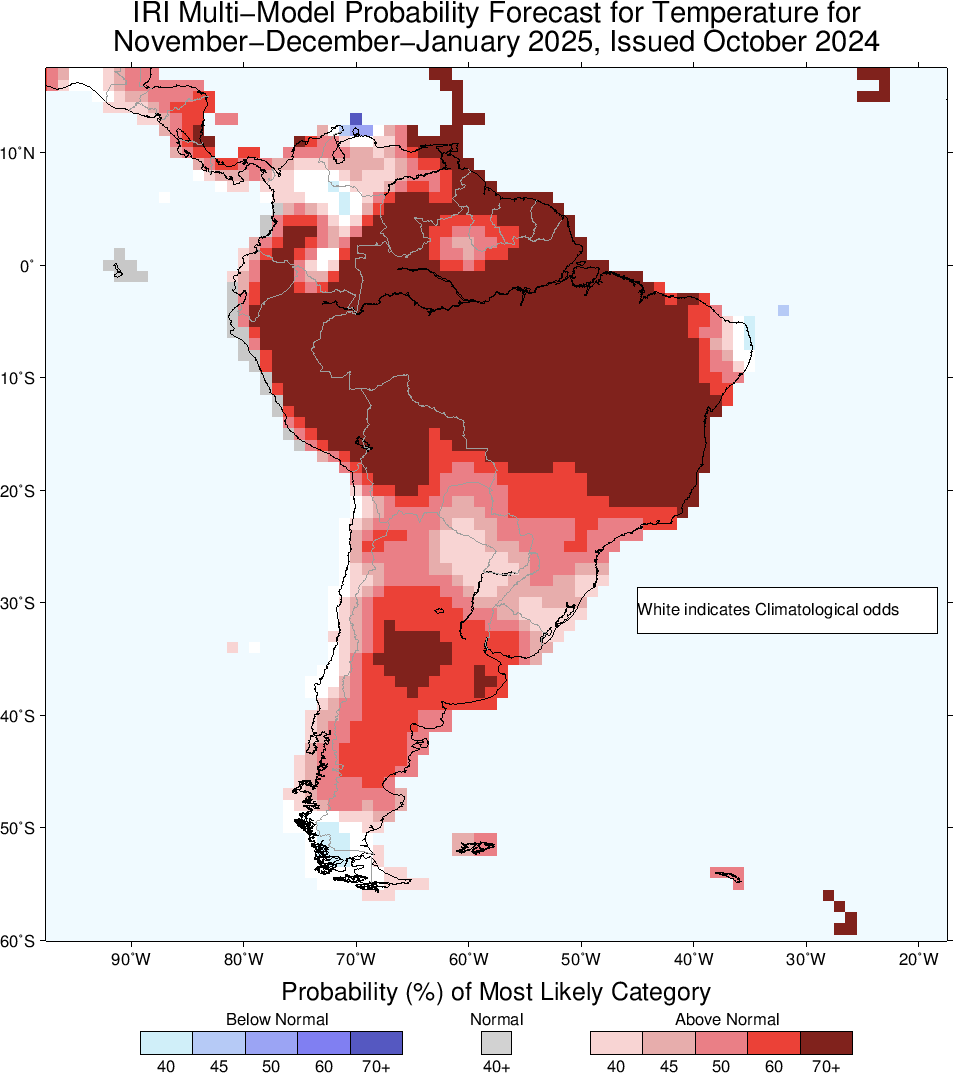 IRI Multi−Model Probability Forecast for Temperature for
November−December−January 2025, Issued October 2024
10˚N
0˚
10˚S
20˚S
30˚S
40˚S
50˚S
60˚S
White indicates Climatological odds
90˚W 80˚W 70˚W 60˚W 50˚W 40˚W 30˚W 20˚W
Probability (%) of Most Likely Category
Below Normal Normal Above Normal
40 45 50 60 70+ 40+ 40 45 50 60 70+